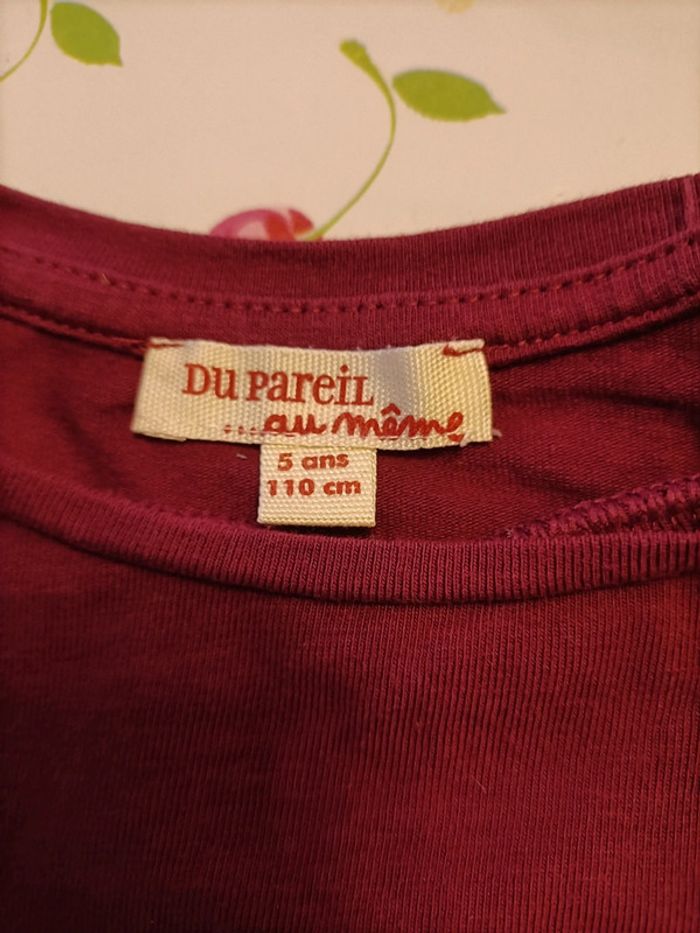 DU PAREIL
...au même
5 ans
110 cm